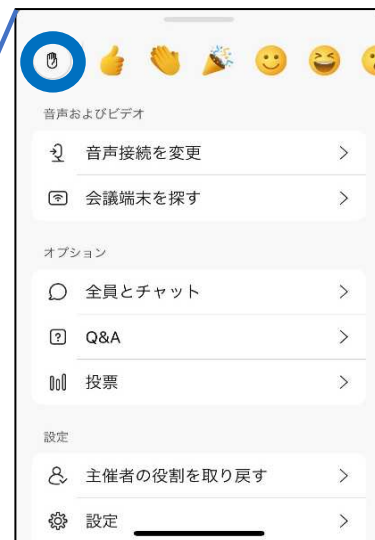 音声およびビデオ
音声接続を変更
会議端末を探す
オプション
全員とチャット
Q&A
投票
設定
主催者の役割を取り戻す
設定